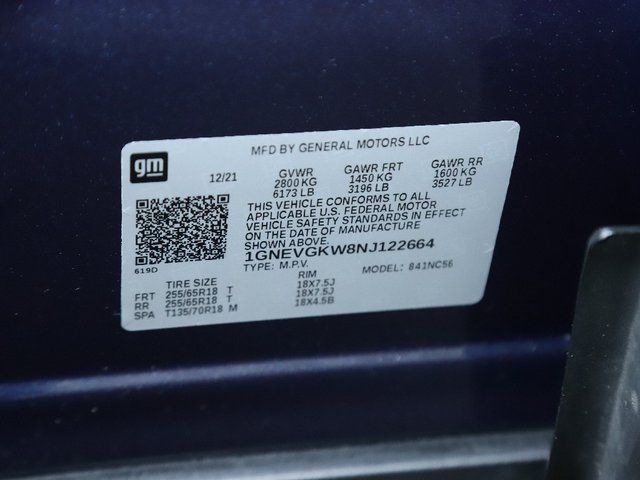 MFD BY GENERAL MOTORS LLC
gm
12/21
GVWR GAWR FRT GAWR RR
2800 KG 1450 KG 1600 KG
6173 LB 3196 LB 3527 LB
THIS VEHICLE CONFORMS TO ALL
APPLICABLE U.S. FEDERAL MOTOR
VEHICLE SAFETY STANDARDS IN EFFECT
ON THE DATE OF MANUFACTURE
SHOWN ABOVE.
1GNEVGKW8NJ122664
619D
TYPE: M.P.V. MODEL: 841NC56
TIRE SIZE RIM
FRT 255/65R18 T 18X7.5J
RR 255/65R18 T 18X7.5J
SPA T135/70R18 M 18X4.5B